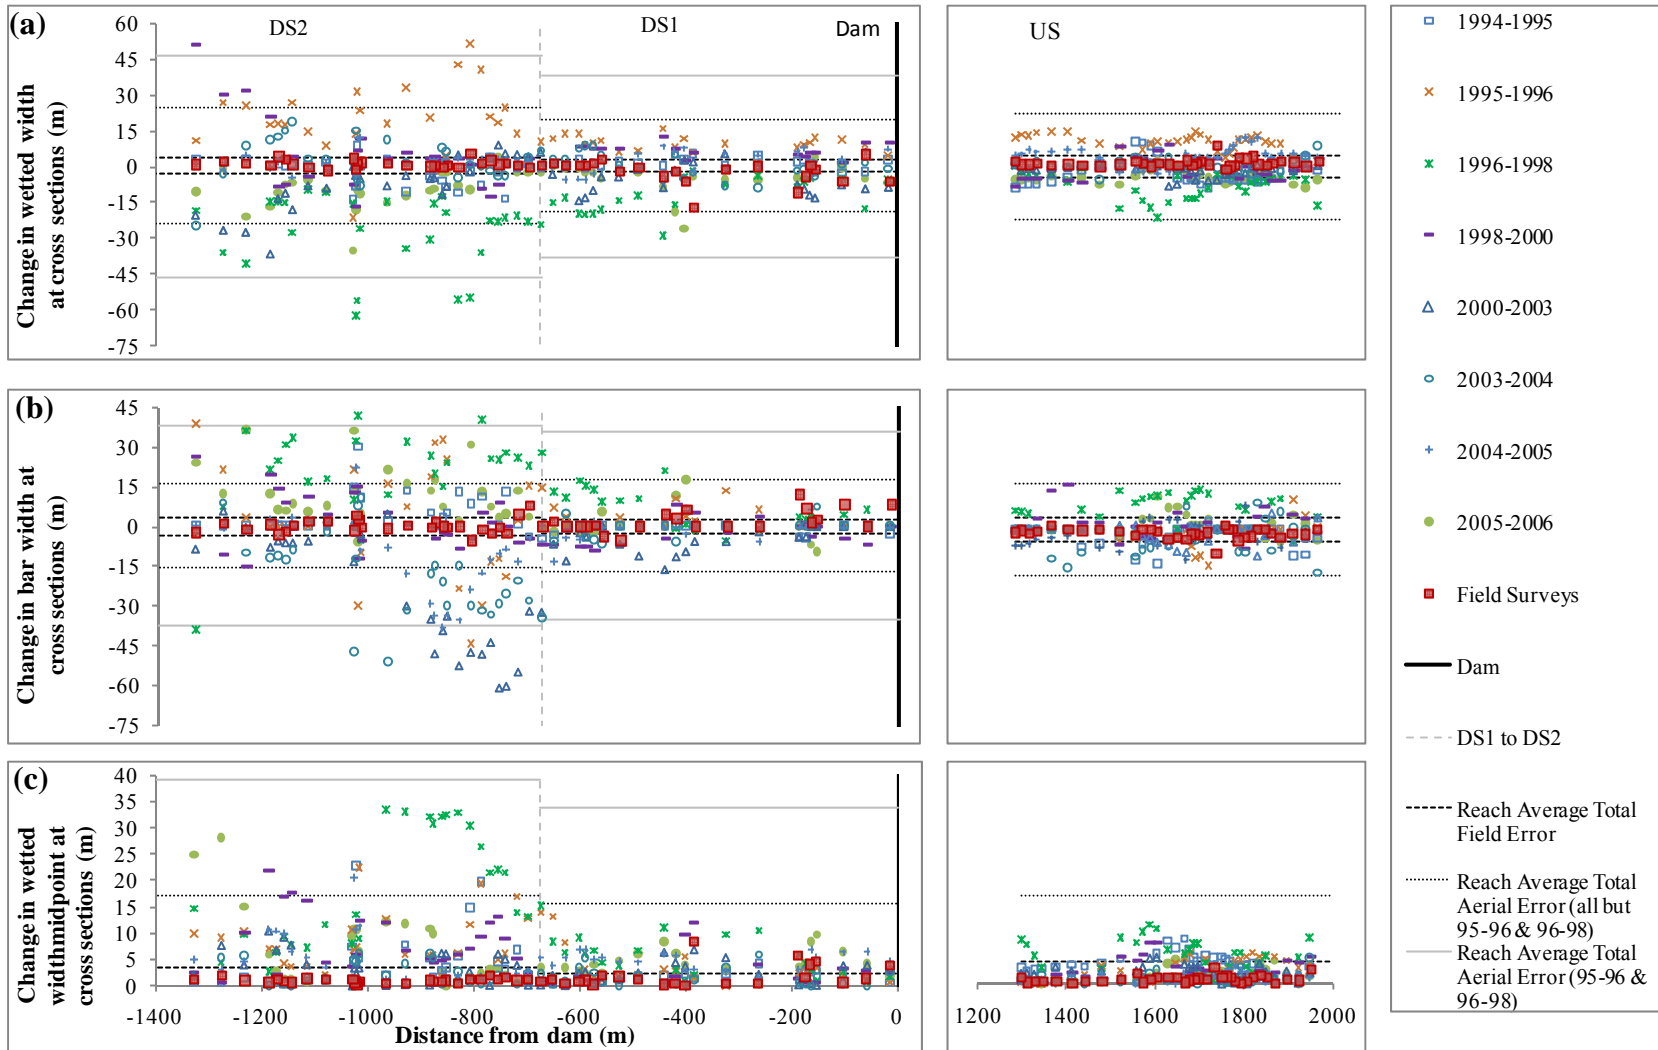 (a)
Change in wetted width
at cross sections (m)
60
45
30
15
0
-15
-30
-45
-60
-75
DS2
DS1
Dam
US
(b)
Change in bar width at
cross sections (m)
45
30
15
0
-15
-30
-45
-60
-75
(c)
Change in wetted
widthmidpoint at
cross sections (m)
40
35
30
25
20
15
10
5
0
-1400 -1200 -1000 -800 -600 -400 -200 0
Distance from dam (m)
1200 1400 1600 1800 2000
1994-1995
1995-1996
1996-1998
1998-2000
2000-2003
2003-2004
2004-2005
2005-2006
Field Surveys
Dam
DS1 to DS2
Reach Average Total
Field Error
Reach Average Total
Aerial Error (all but
95-96 & 96-98)
Reach Average Total
Aerial Error (95-96 &
96-98)